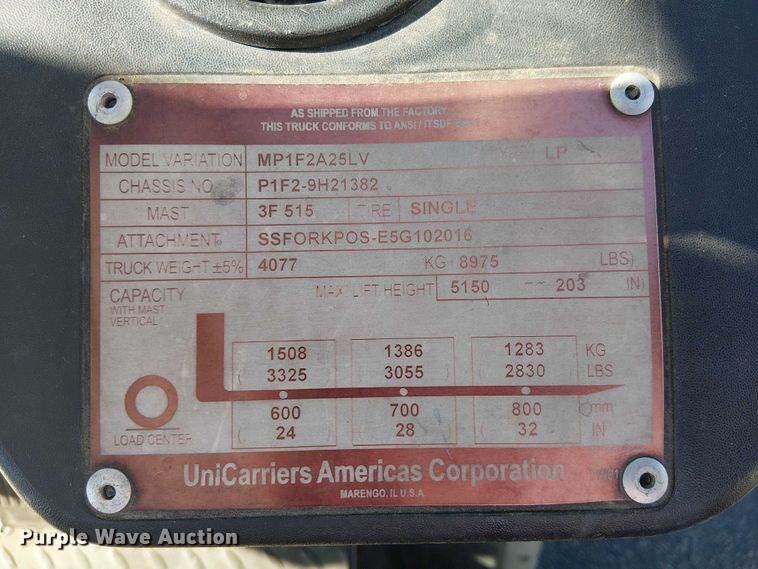 AS SHIPPED FROM THE FACTORY
THIS TRUCK CONFORMS TO ANSI / ITSDF
MODEL VARIATION MP1F2A25LV LP
CHASSIS NO. P1F2-9H21382
MAST 3F 515 TIRE SINGLE
ATTACHMENT SSFORKPOS-E5G102016
TRUCK WEIGHT ±5% 4077 KG ( 8975 LBS)
CAPACITY MAX LIFT HEIGHT 5150 203 IN)
WITH MAST
VERTICAL
1508 1386 1283 KG
( 3325 ) ( 3055 ) ( 2830 ) LBS
600 700 800 mm
( 24 ) ( 28 ) ( 32 ) IN
LOAD CENTER
UniCarriers Americas Corporation
MARENGO, IL U.S.A.
Purple Wave Auction